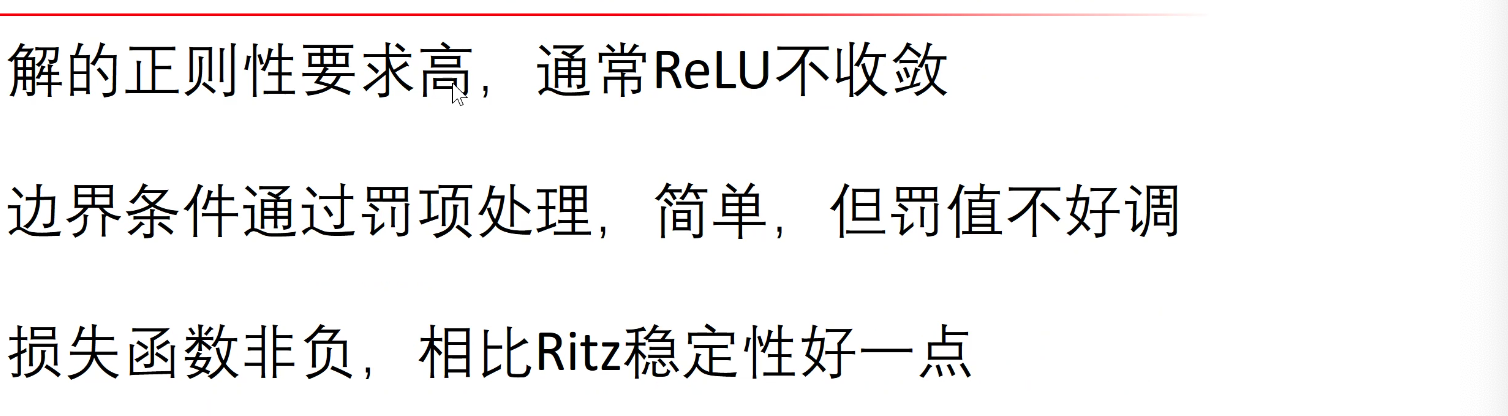 解的正则性要求高，通常ReLU不收敛
边界条件通过罚项处理，简单，但罚值不好调
损失函数非负，相比Ritz稳定性好一点